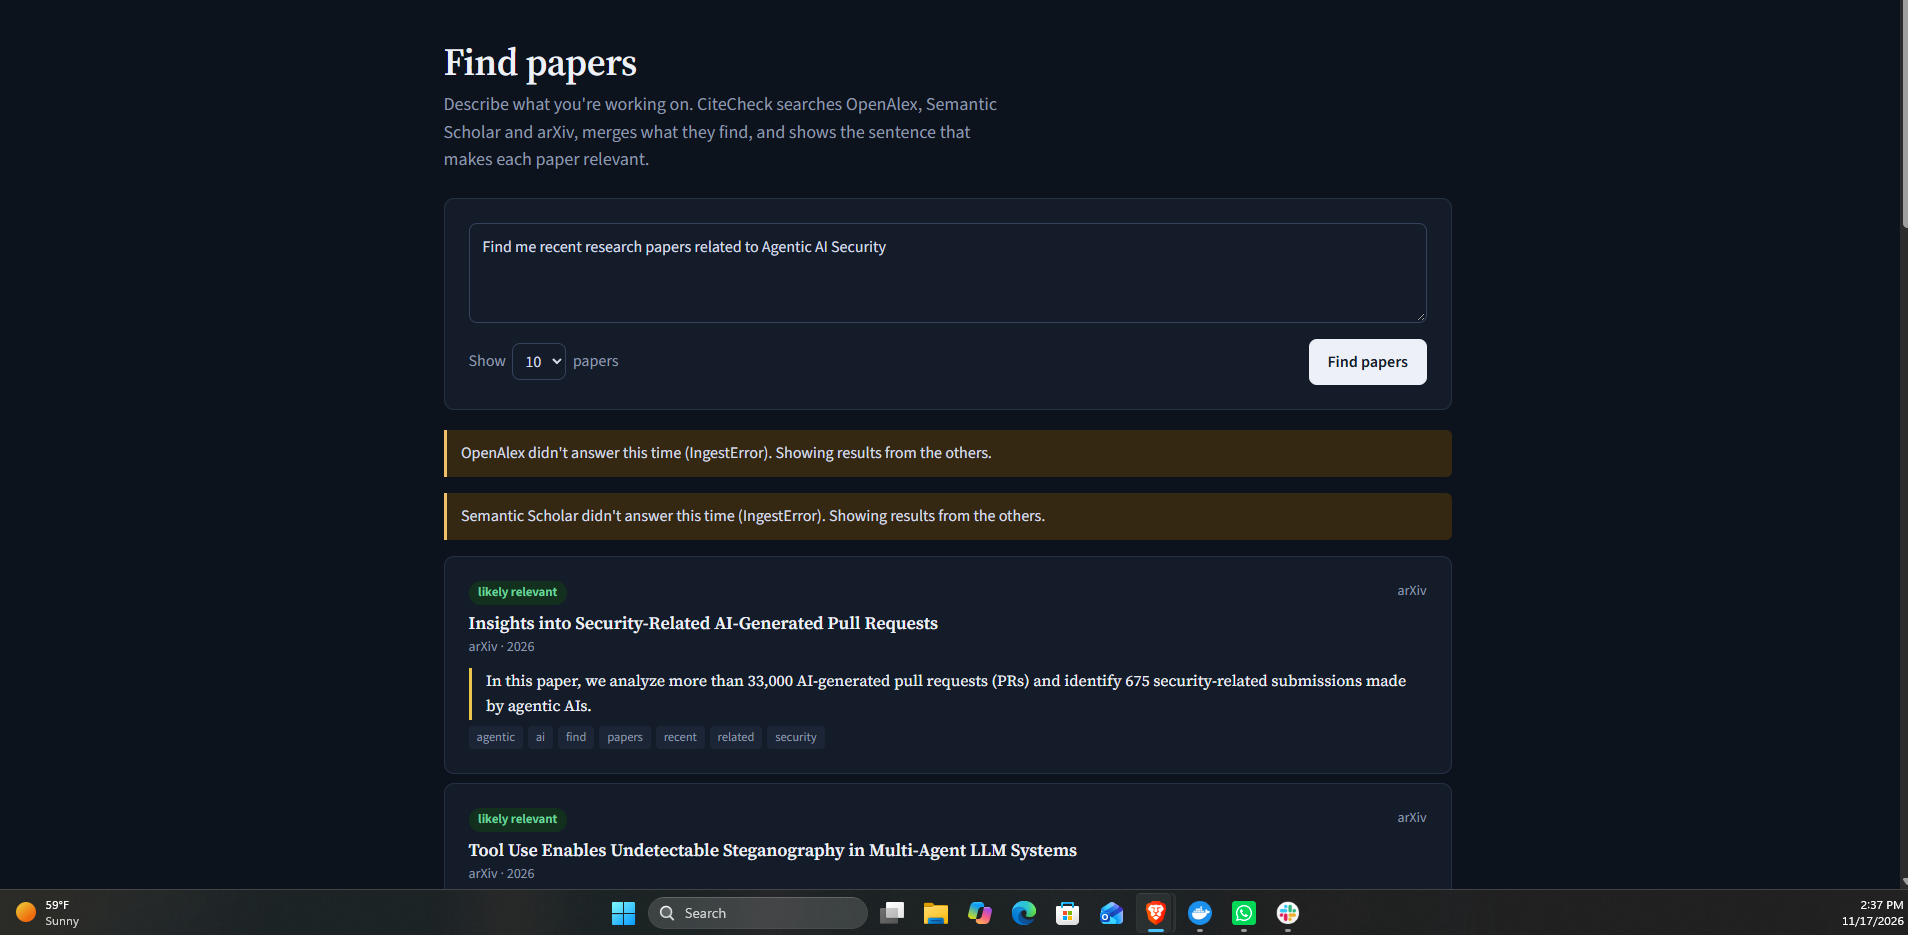 Find papers
Describe what you're working on. CiteCheck searches OpenAlex, Semantic
Scholar and arXiv, merges what they find, and shows the sentence that
makes each paper relevant.
Find me recent research papers related to Agentic AI Security
Show 10 papers
Find papers
OpenAlex didn't answer this time (IngestError). Showing results from the others.
Semantic Scholar didn't answer this time (IngestError). Showing results from the others.
likely relevant
arXiv
Insights into Security-Related AI-Generated Pull Requests
arXiv · 2026
In this paper, we analyze more than 33,000 AI-generated pull requests (PRs) and identify 675 security-related submissions made
by agentic AIs.
agentic ai find papers recent related security
likely relevant
arXiv
Tool Use Enables Undetectable Steganography in Multi-Agent LLM Systems
arXiv · 2026
59°F
Sunny
Search
2:37 PM
11/17/2026